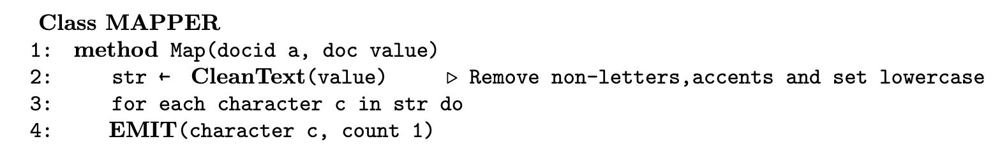 Class MAPPER
1: method Map(docid a, doc value)
2: str ← CleanText(value) ▷ Remove non-letters,accents and set lowercase
3: for each character c in str do
4: EMIT(character c, count 1)